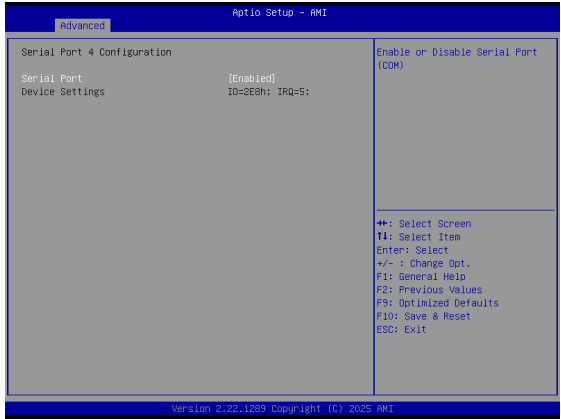 Aptio Setup - AMI
Advanced
Serial Port 4 Configuration
Serial Port [Enabled]
Device Settings IO=2E8h; IRQ=5;
Enable or Disable Serial Port
(COM)
→←: Select Screen
↑↓: Select Item
Enter: Select
+/- : Change Opt.
F1: General Help
F2: Previous Values
F9: Optimized Defaults
F10: Save & Reset
ESC: Exit
Version 2.22.1289 Copyright (C) 2025 AMI